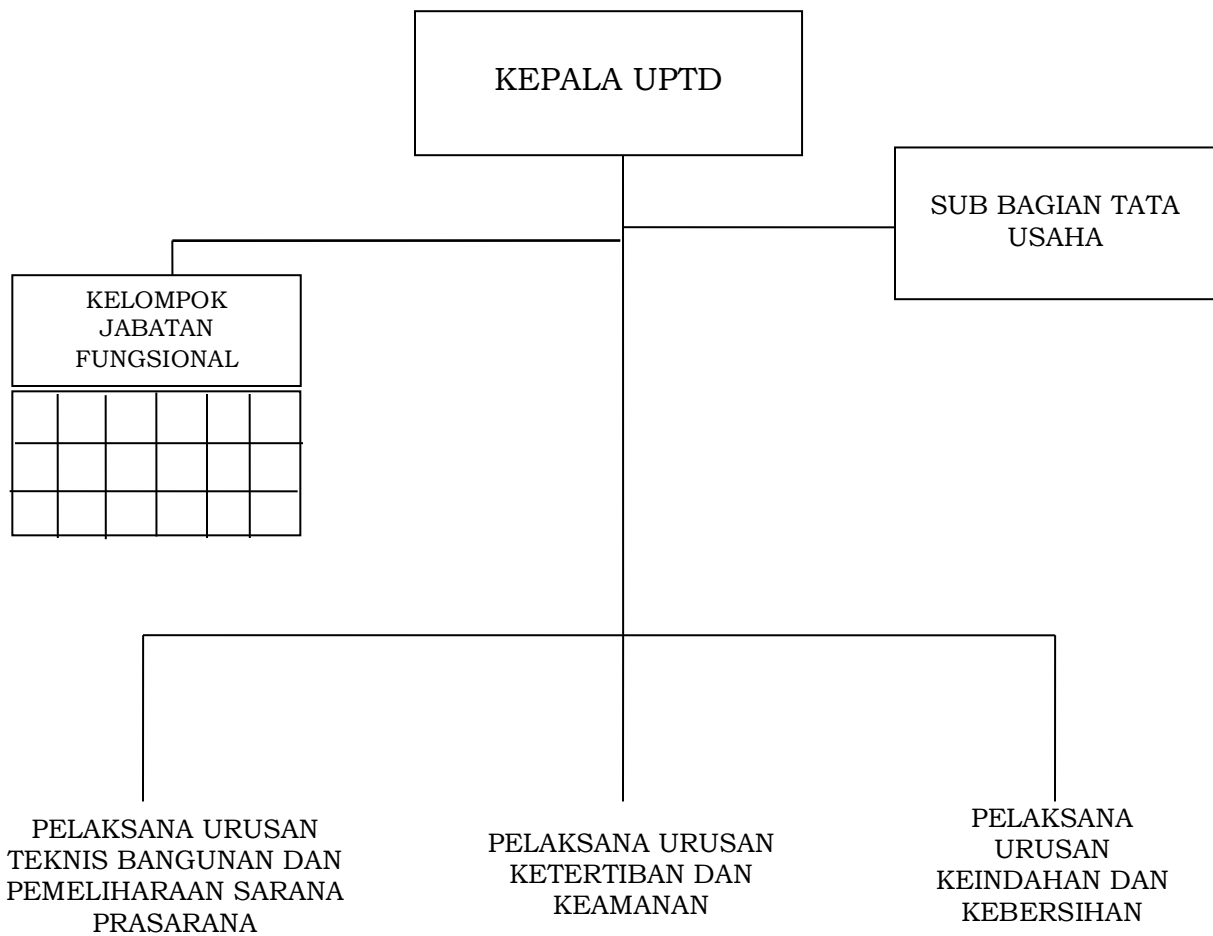 KEPALA UPTD
SUB BAGIAN TATA
USAHA
KELOMPOK
JABATAN
FUNGSIONAL
PELAKSANA URUSAN
TEKNIS BANGUNAN DAN
PEMELIHARAAN SARANA
PRASARANA
PELAKSANA URUSAN
KETERTIBAN DAN
KEAMANAN
PELAKSANA
URUSAN
KEINDAHAN DAN
KEBERSIHAN